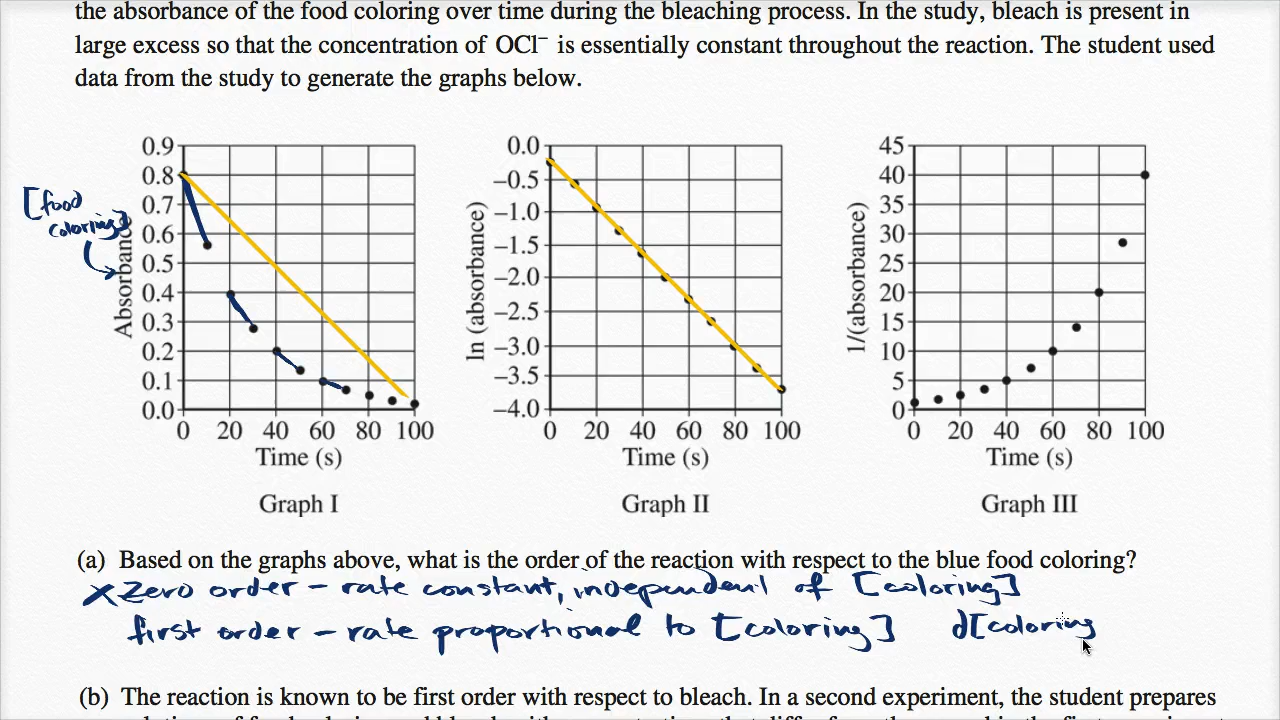 the absorbance of the food coloring over time during the bleaching process. In the study, bleach is present in
large excess so that the concentration of OCl⁻ is essentially constant throughout the reaction. The student used
data from the study to generate the graphs below.
[food
coloring]
Absorbance
0.9
0.8
0.7
0.6
0.5
0.4
0.3
0.2
0.1
0.0
0 20 40 60 80 100
Time (s)
Graph I
ln (absorbance)
0.0
−0.5
−1.0
−1.5
−2.0
−2.5
−3.0
−3.5
−4.0
0 20 40 60 80 100
Time (s)
Graph II
1/(absorbance)
45
40
35
30
25
20
15
10
5
0
0 20 40 60 80 100
Time (s)
Graph III
(a) Based on the graphs above, what is the order of the reaction with respect to the blue food coloring?
x zero order – rate constant, independent of [coloring]
first order – rate proportional to [coloring] d[coloring
(b) The reaction is known to be first order with respect to bleach. In a second experiment, the student prepares